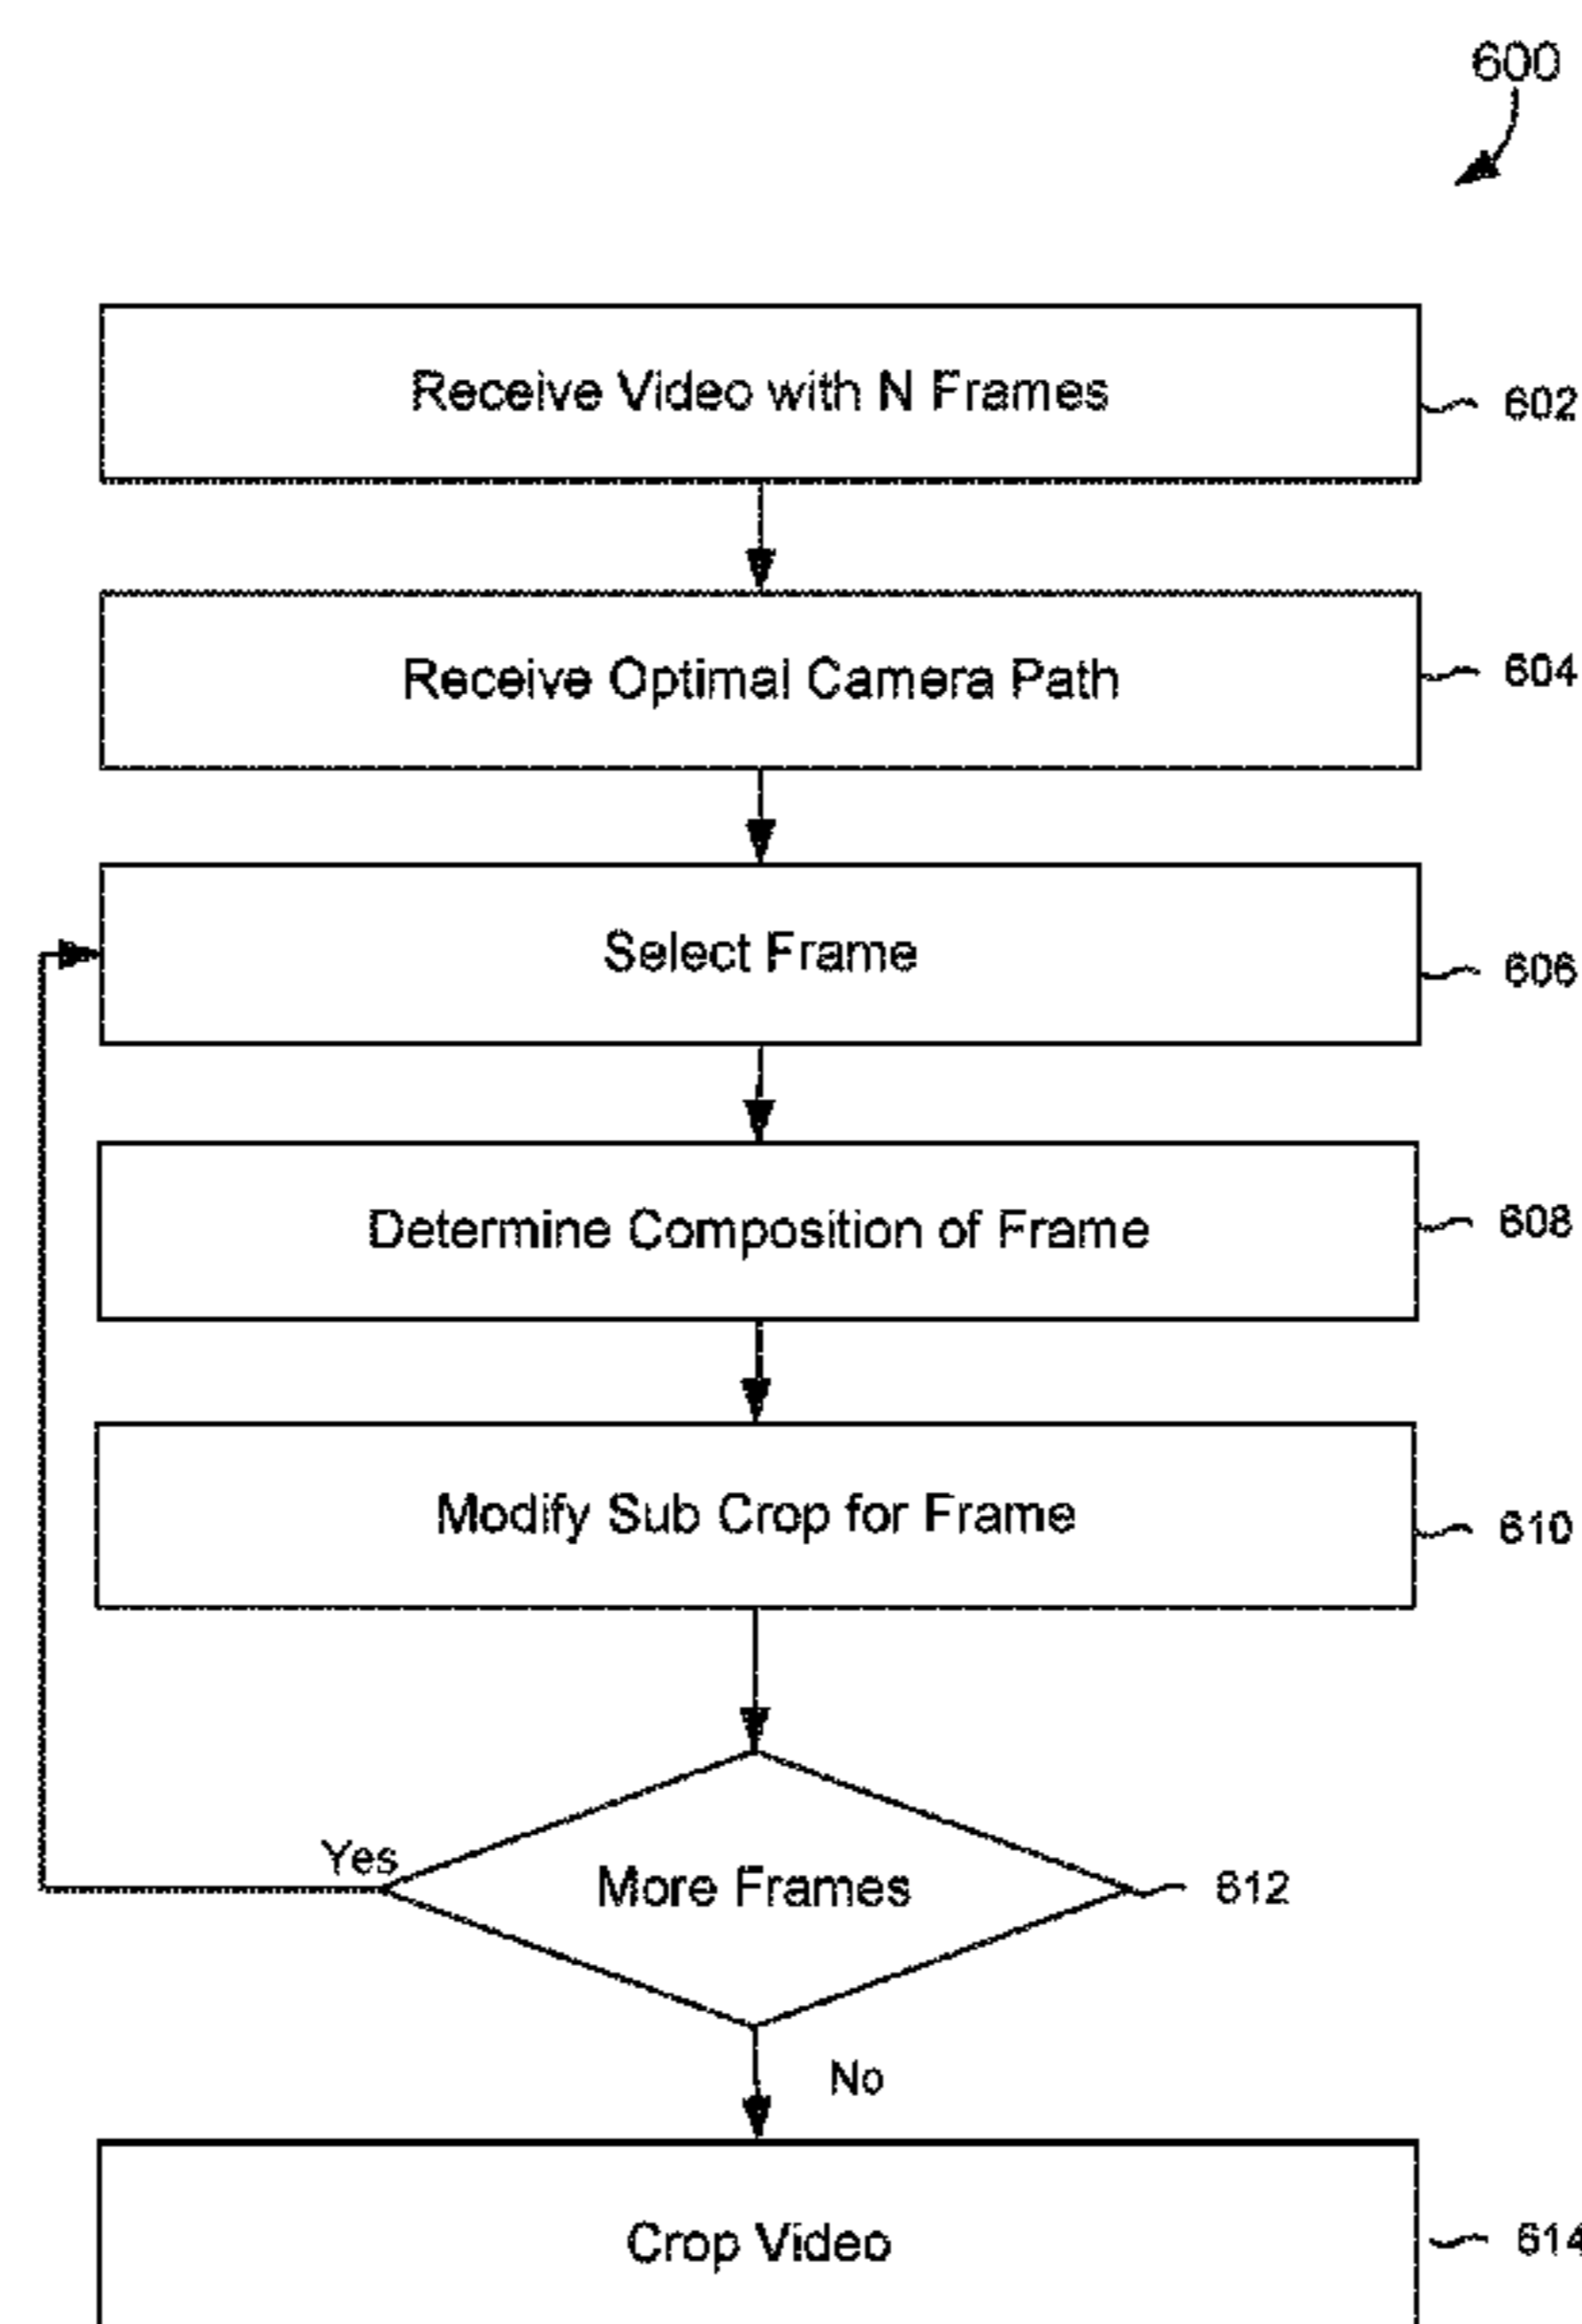 600
Receive Video with N Frames
602
Receive Optimal Camera Path
604
Select Frame
606
Determine Composition of Frame
608
Modify Sub Crop for Frame
610
Yes
More Frames
612
No
Crop Video
614